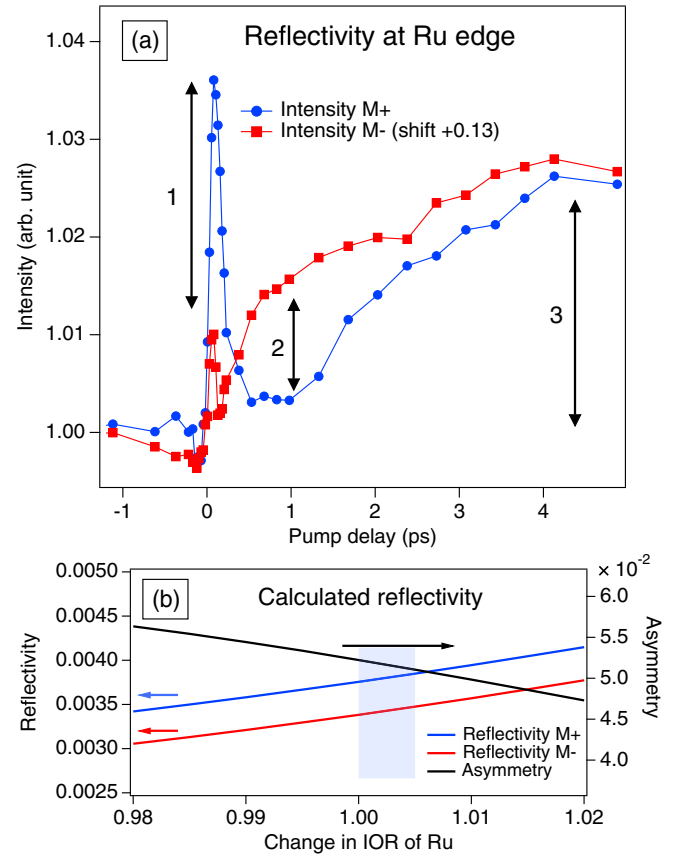 (a)
Reflectivity at Ru edge
Intensity M+
Intensity M- (shift +0.13)
1
2
3
1.04
1.03
1.02
1.01
1.00
Intensity (arb. unit)
-1
0
1
2
3
4
Pump delay (ps)
(b)
Calculated reflectivity
× 10⁻²
0.0050
0.0045
0.0040
0.0035
0.0030
0.0025
Reflectivity
6.0
5.5
5.0
4.5
4.0
Asymmetry
Reflectivity M+
Reflectivity M-
Asymmetry
0.98
0.99
1.00
1.01
1.02
Change in IOR of Ru